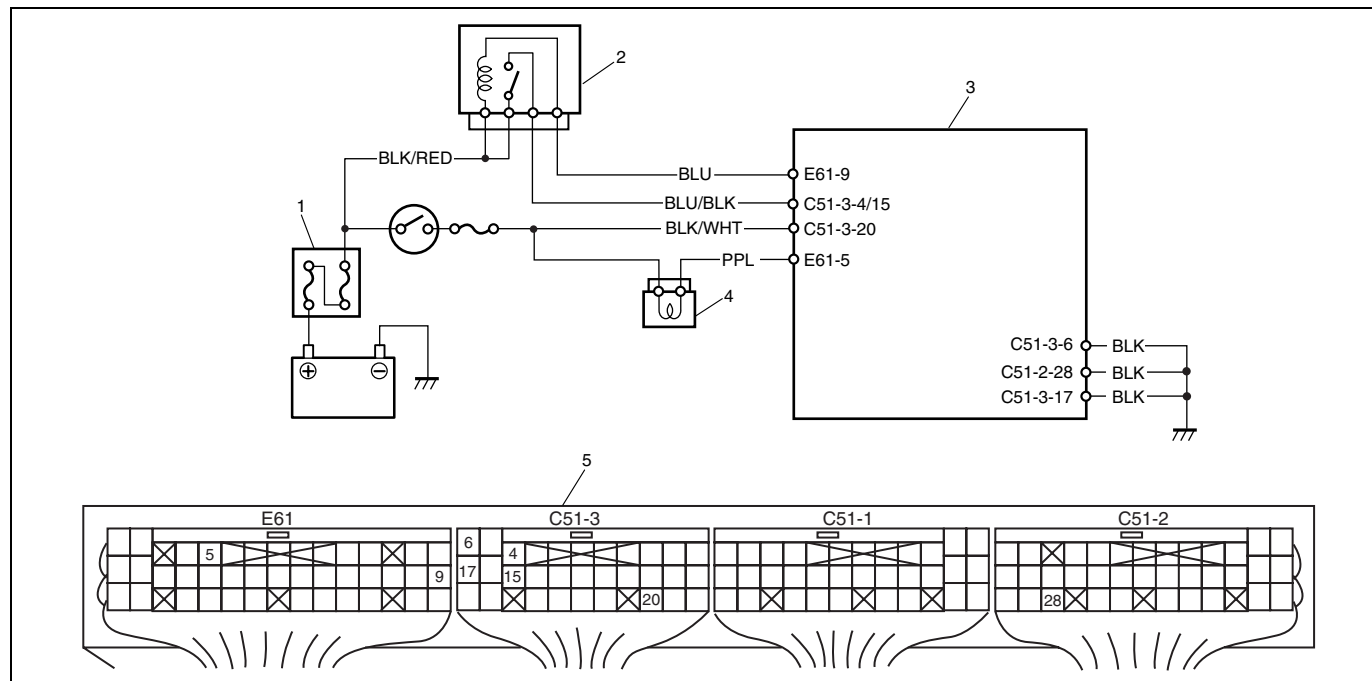 2
3
BLK/RED
BLU
E61-9
1
BLU/BLK
C51-3-4/15
BLK/WHT
C51-3-20
PPL
E61-5
4
C51-3-6
BLK
C51-2-28
BLK
C51-3-17
BLK
5
E61
C51-3
C51-1
C51-2
5
6
4
9
17
15
20
28